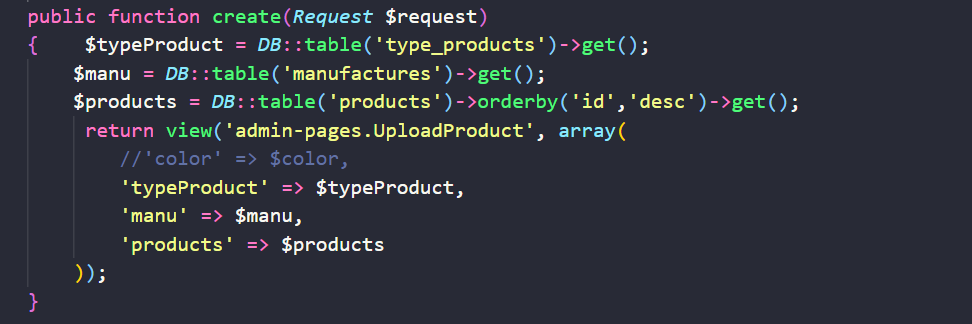 public function create(Request $request)
{    $typeProduct = DB::table('type_products')->get();
    $manu = DB::table('manufactures')->get();
    $products = DB::table('products')->orderby('id','desc')->get();
     return view('admin-pages.UploadProduct', array(
        //'color' => $color,
        'typeProduct' => $typeProduct,
        'manu' => $manu,
        'products' => $products
    ));
}